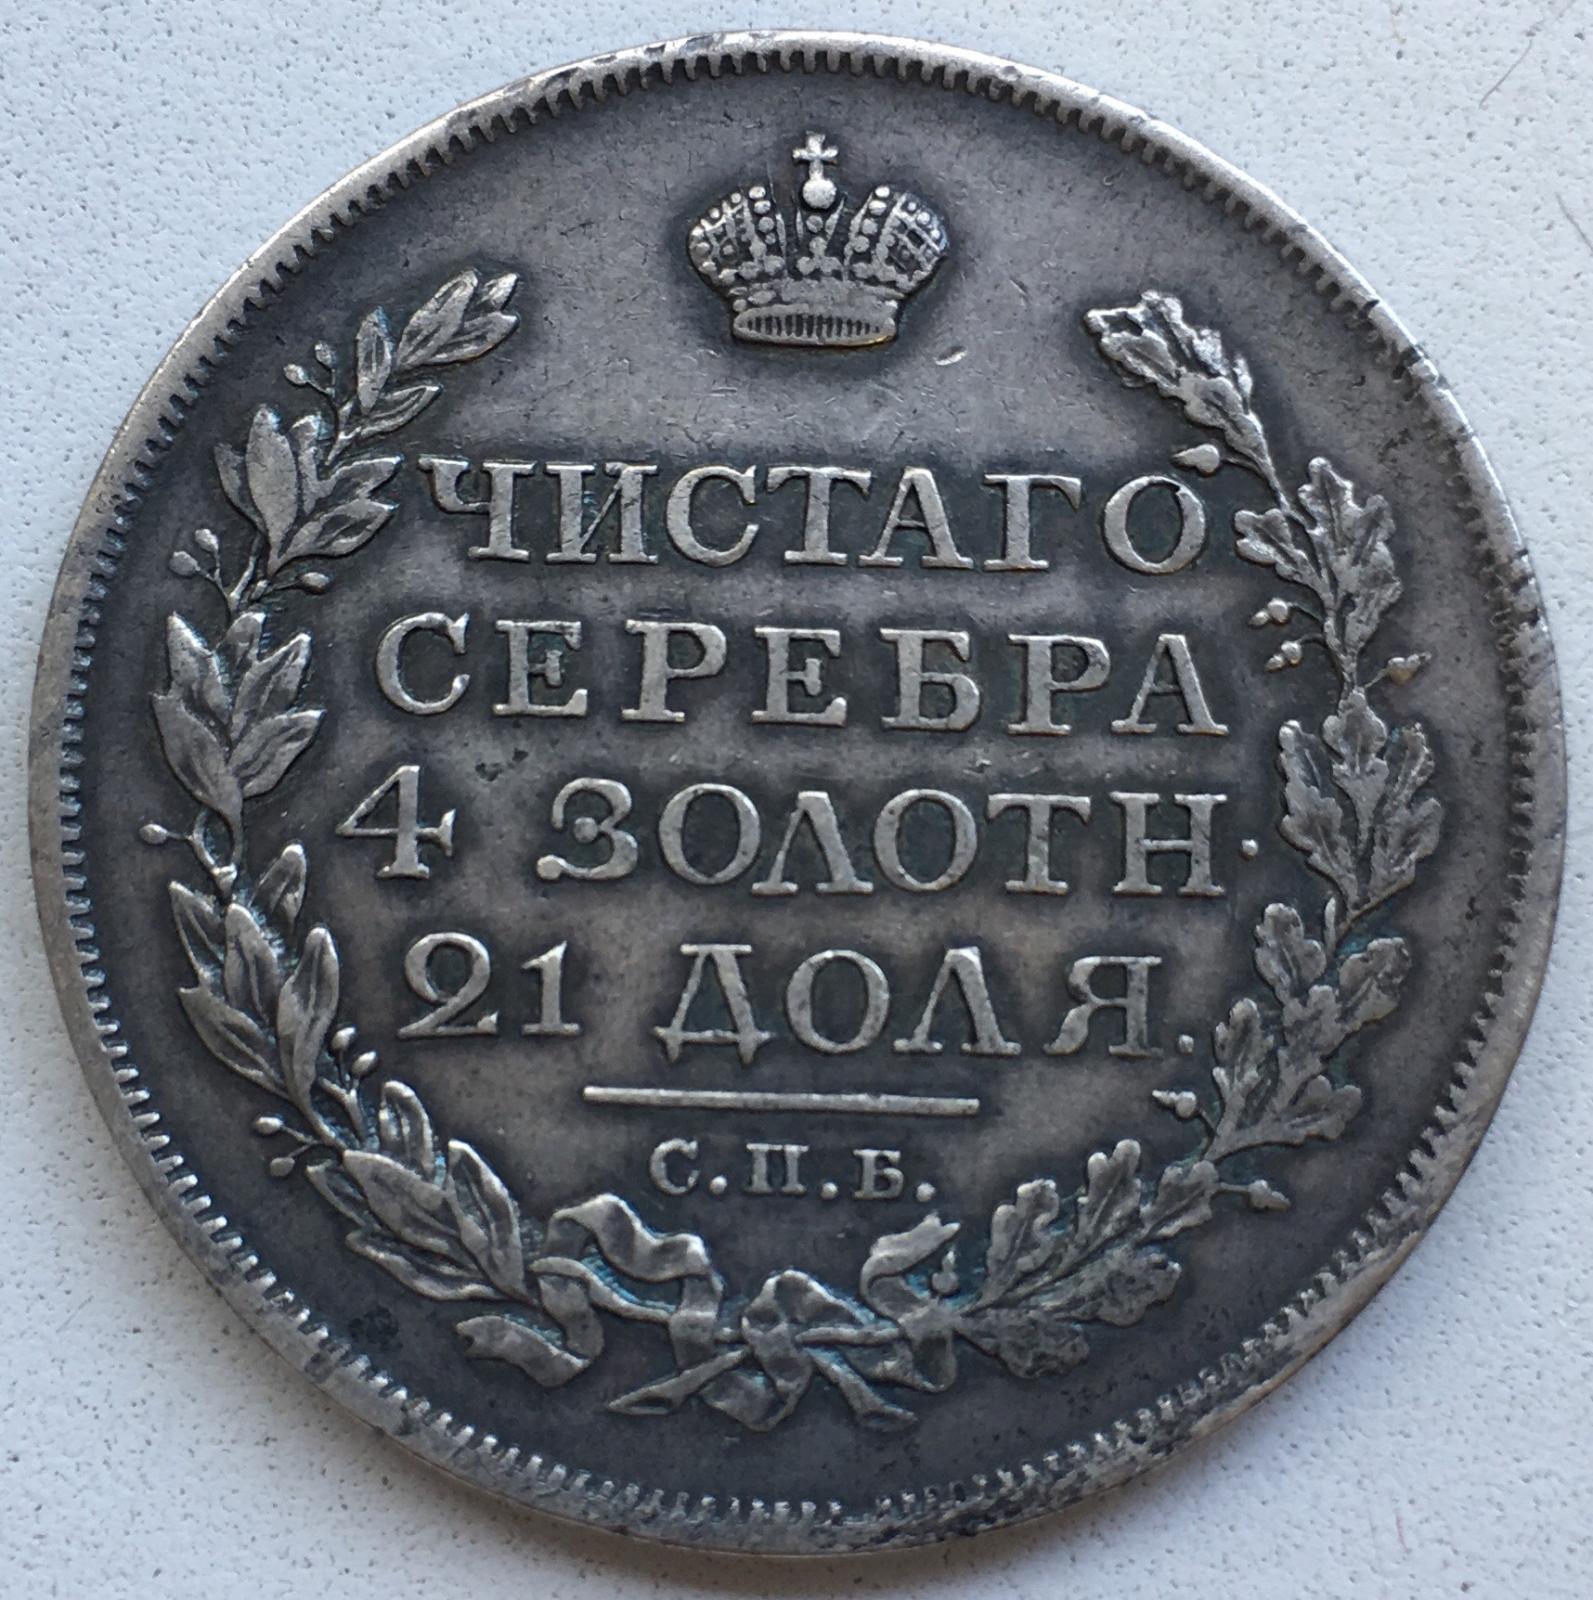 ЧИСТАГО
СЕРЕБРА
4 ЗОЛОТН.
21 ДОЛЯ.
С.П.Б.